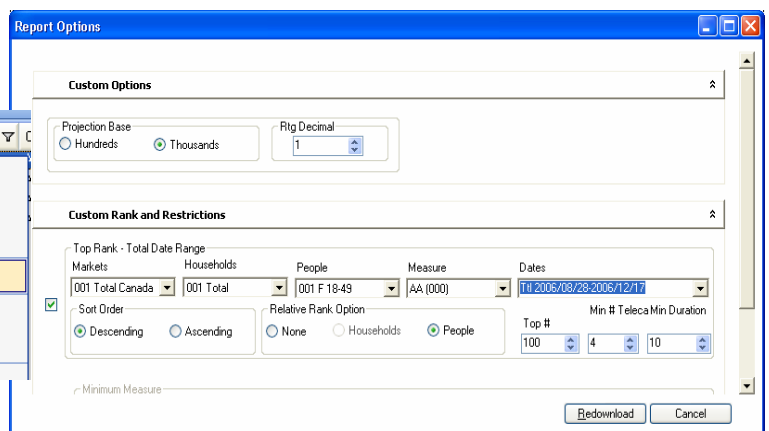 Report Options
Custom Options
Projection Base
Rtg Decimal
Hundreds
Thousands
1
Custom Rank and Restrictions
Top Rank - Total Date Range
Markets
Households
People
Measure
Dates
001 Total Canada
001 Total
001 F 18-49
AA (000)
Ttl 2006/08/28-2006/12/17
Sort Order
Relative Rank Option
Min # Teleca Min Duration
Descending
Ascending
None
Households
People
Top #
100
4
10
Minimum Measure
Redownload
Cancel